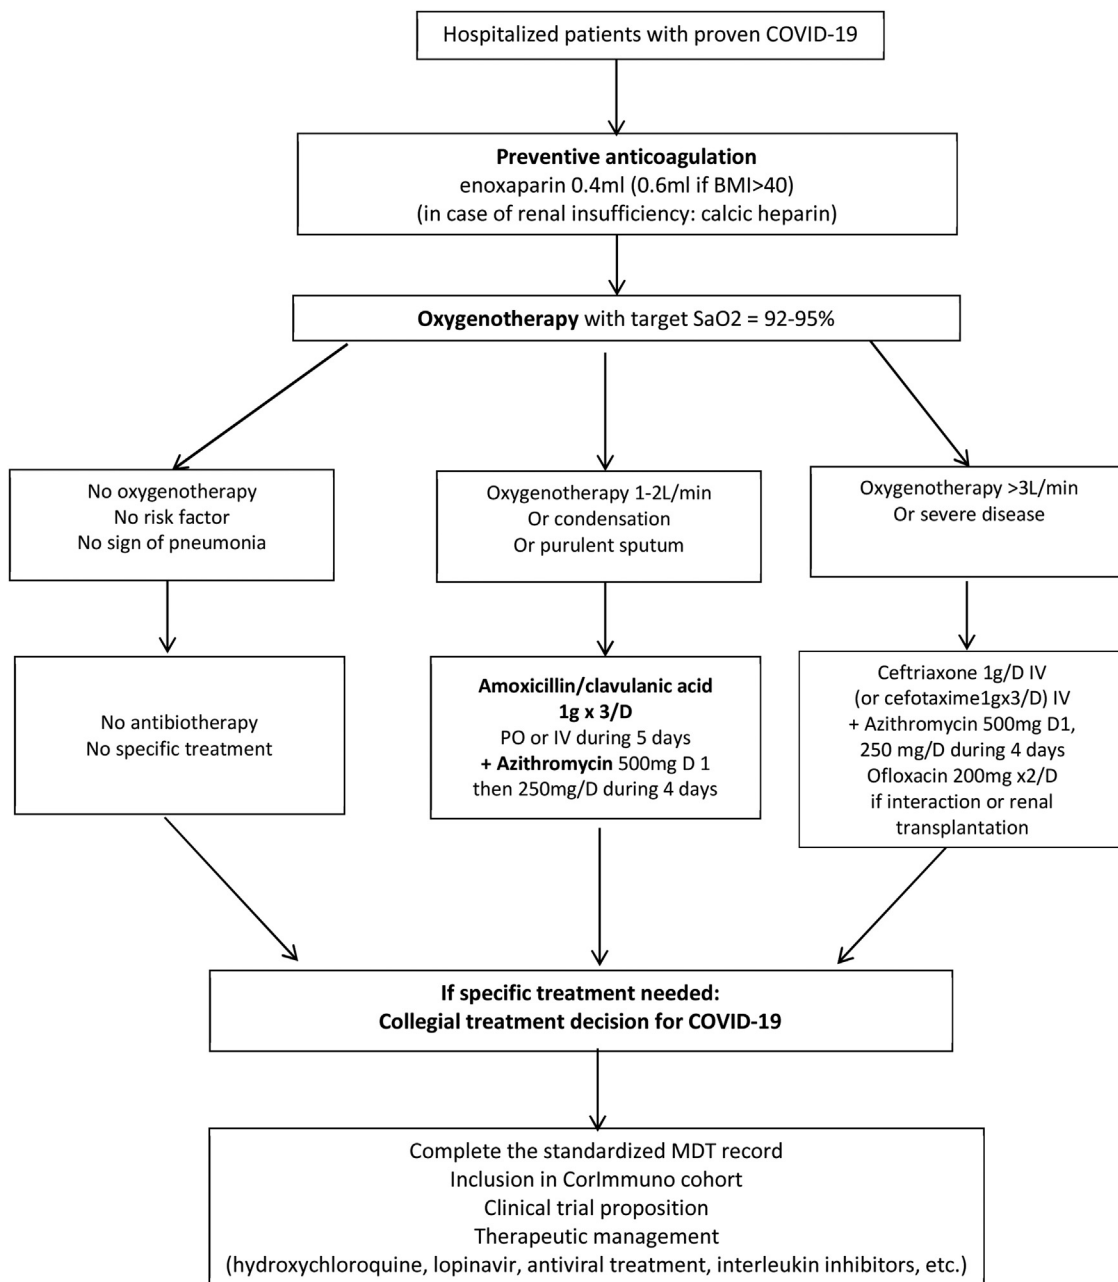 Hospitalized patients with proven COVID-19
Preventive anticoagulation
enoxaparin 0.4ml (0.6ml if BMI>40)
(in case of renal insufficiency: calcic heparin)
Oxygenotherapy with target SaO2 = 92-95%
No oxygenotherapy
No risk factor
No sign of pneumonia
Oxygenotherapy 1-2L/min
Or condensation
Or purulent sputum
Oxygenotherapy >3L/min
Or severe disease
No antibiotherapy
No specific treatment
Amoxicillin/clavulanic acid
1g x 3/D
PO or IV during 5 days
+ Azithromycin 500mg D 1
then 250mg/D during 4 days
Ceftriaxone 1g/D IV
(or cefotaxime1gx3/D) IV
+ Azithromycin 500mg D1,
250 mg/D during 4 days
Ofloxacin 200mg x2/D
if interaction or renal
transplantation
If specific treatment needed:
Collegial treatment decision for COVID-19
Complete the standardized MDT record
Inclusion in CorImmuno cohort
Clinical trial proposition
Therapeutic management
(hydroxychloroquine, lopinavir, antiviral treatment, interleukin inhibitors, etc.)